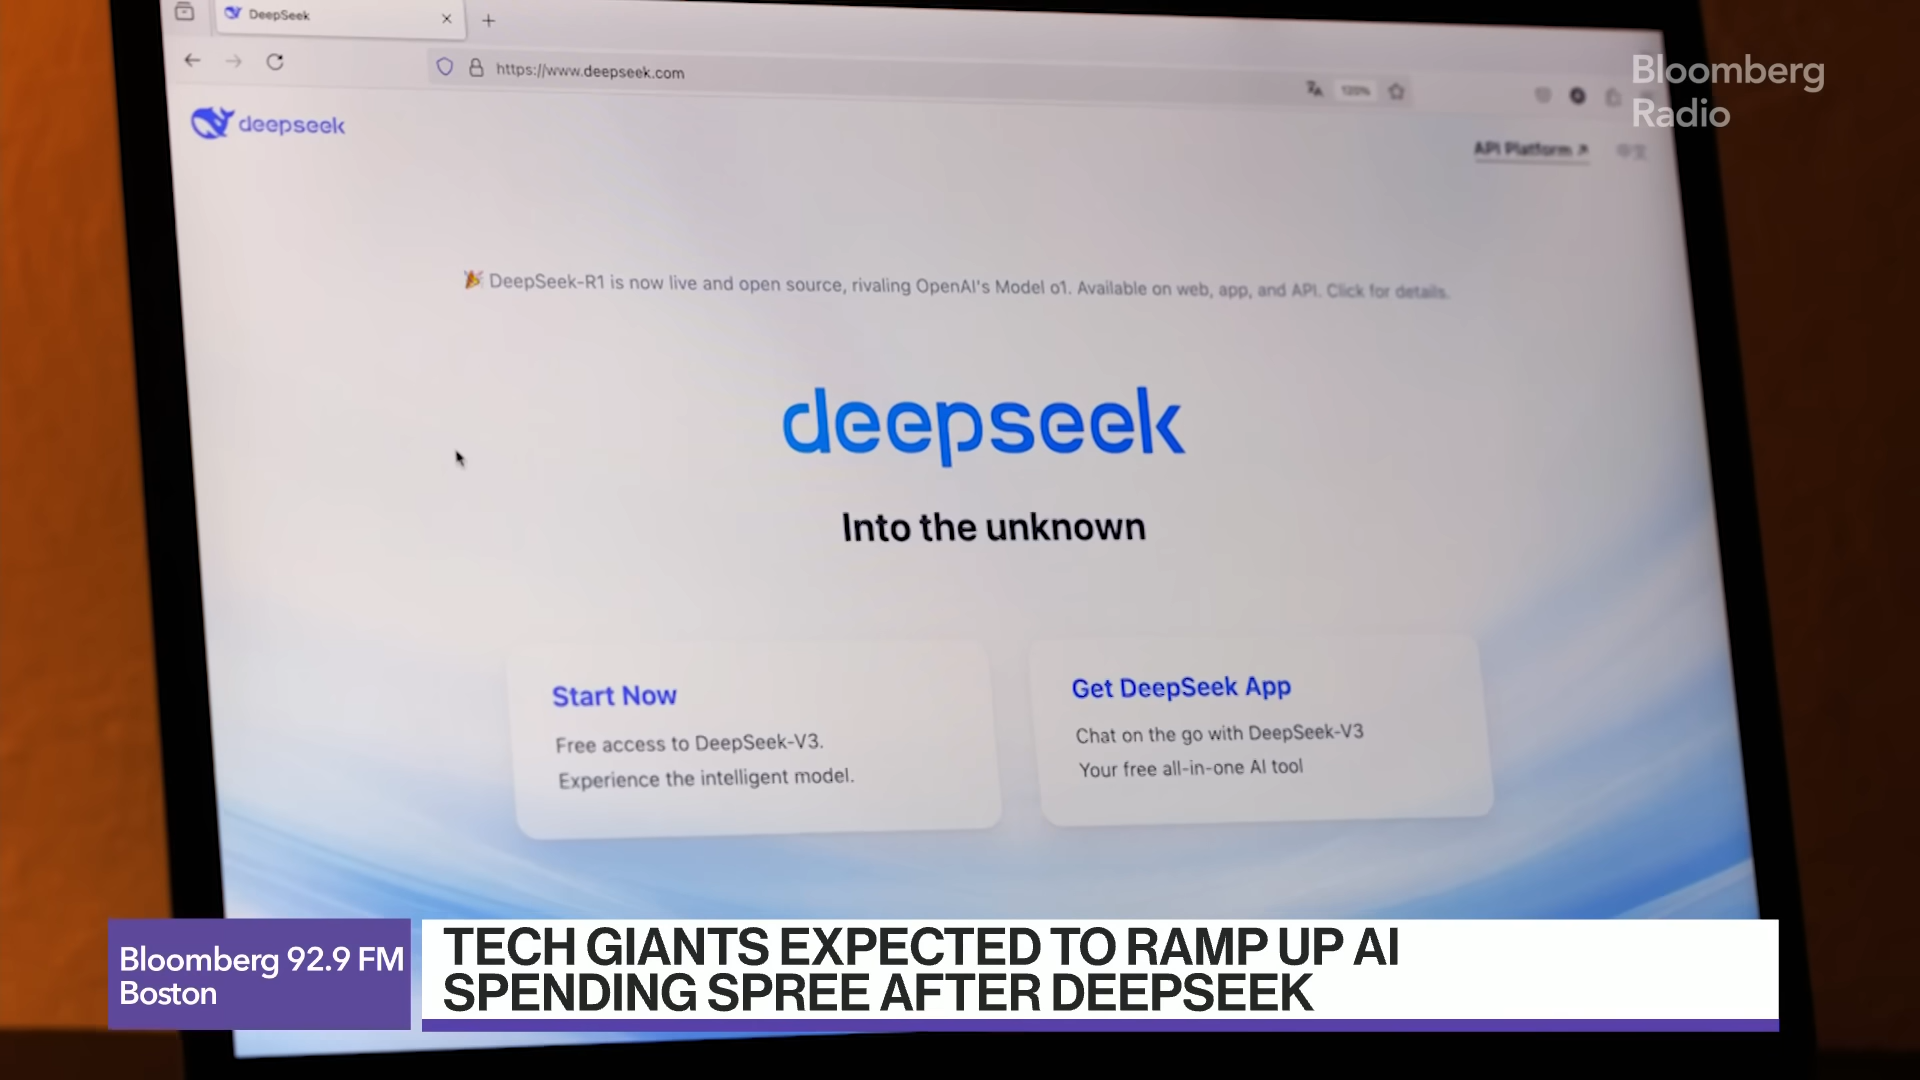 DeepSeek
https://www.deepseek.com
120%
Bloomberg
Radio
deepseek
API Platform
中文
DeepSeek-R1 is now live and open source, rivaling OpenAI's Model o1. Available on web, app, and API. Click for details.
deepseek
Into the unknown
Start Now
Free access to DeepSeek-V3.
Experience the intelligent model.
Get DeepSeek App
Chat on the go with DeepSeek-V3
Your free all-in-one AI tool
Bloomberg 92.9 FM
Boston
TECH GIANTS EXPECTED TO RAMP UP AI
SPENDING SPREE AFTER DEEPSEEK